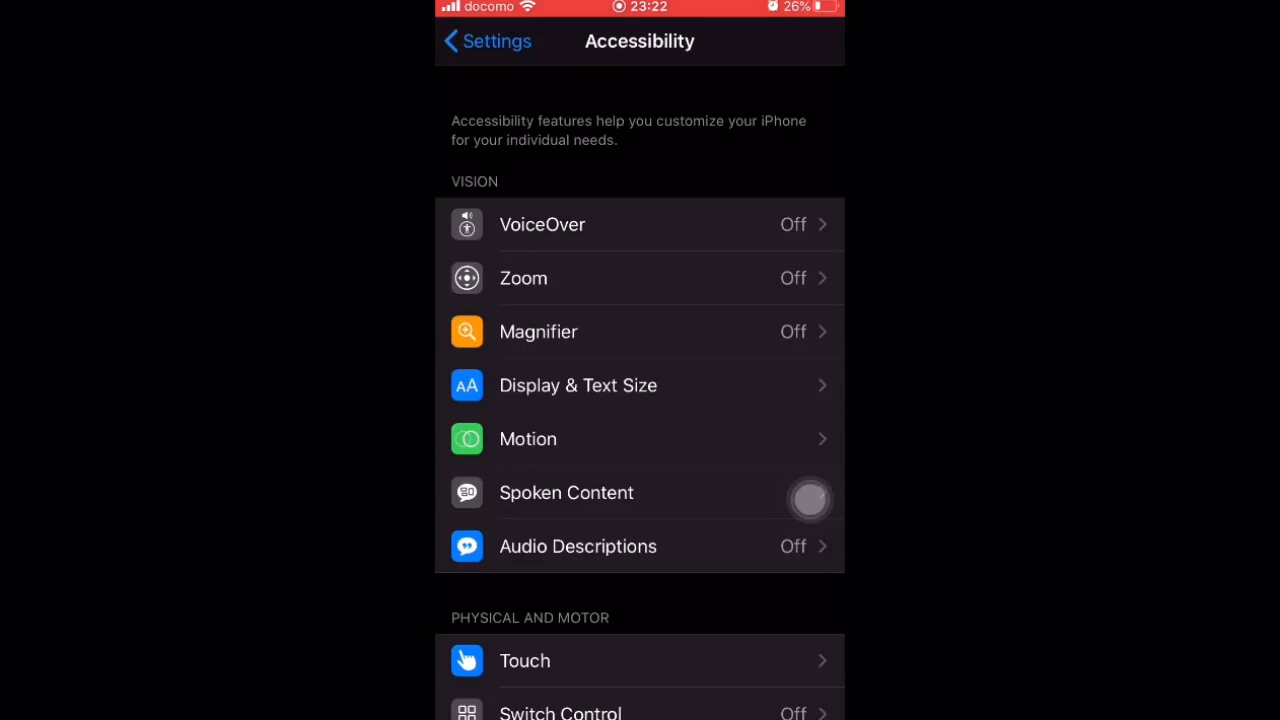 docomo 23:22 26%
Settings Accessibility
Accessibility features help you customize your iPhone
for your individual needs.
VISION
VoiceOver Off
Zoom Off
Magnifier Off
AA Display & Text Size
Motion
Spoken Content
Audio Descriptions Off
PHYSICAL AND MOTOR
Touch
Switch Control Off